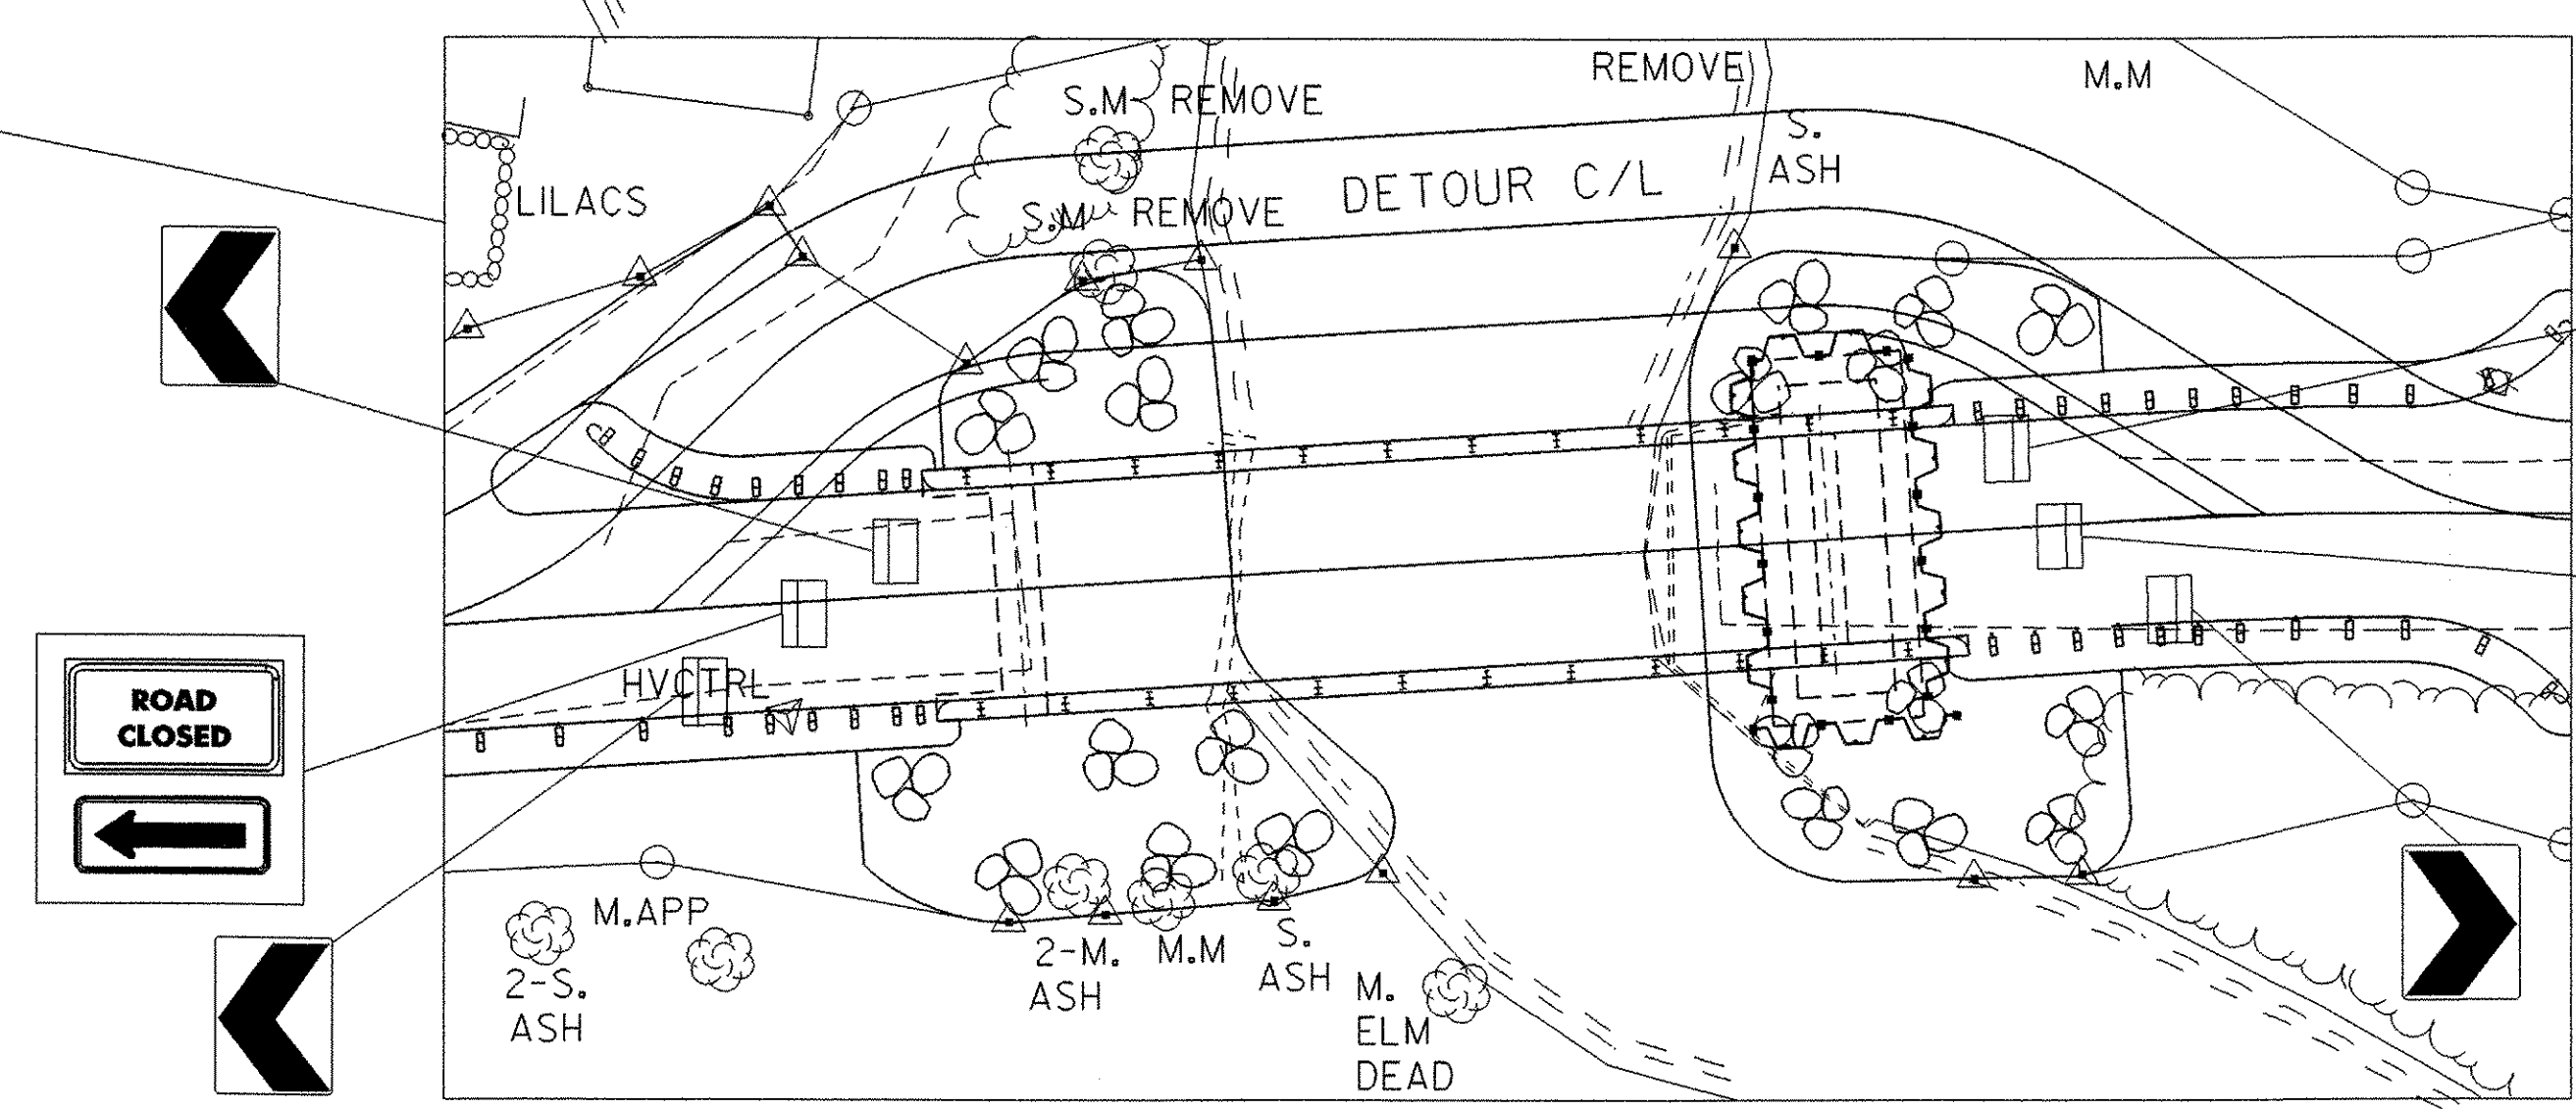 REMOVE
M.M
S.M REMOVE
S.
ASH
DETOUR C/L
LILACS
S.M REMOVE
HVCTRL
ROAD
CLOSED
M.APP
2-S.
ASH
2-M.
ASH
M.M
S.
ASH
M.
ELM
DEAD